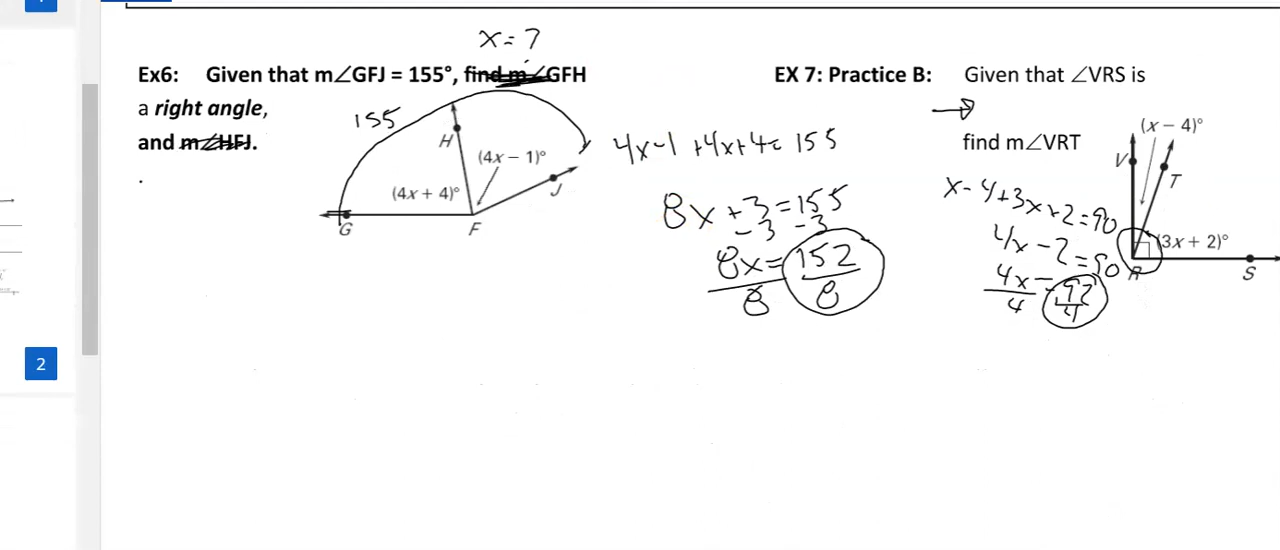 1
x = ?
Ex6: Given that m∠GFJ = 155°, find m∠GFH
a right angle,
and m∠HFJ.
155
H
(4x – 1)°
J
(4x + 4)°
G
F
4x-1 +4x+4= 155
8x +3 =155
-3 -3
8x = 152
8 8
EX 7: Practice B: Given that ∠VRS is
find m∠VRT
(x – 4)°
V
T
x-4+3x+2=90
(3x + 2)°
4x-2=90
R
S
4x = 92
4 4
2